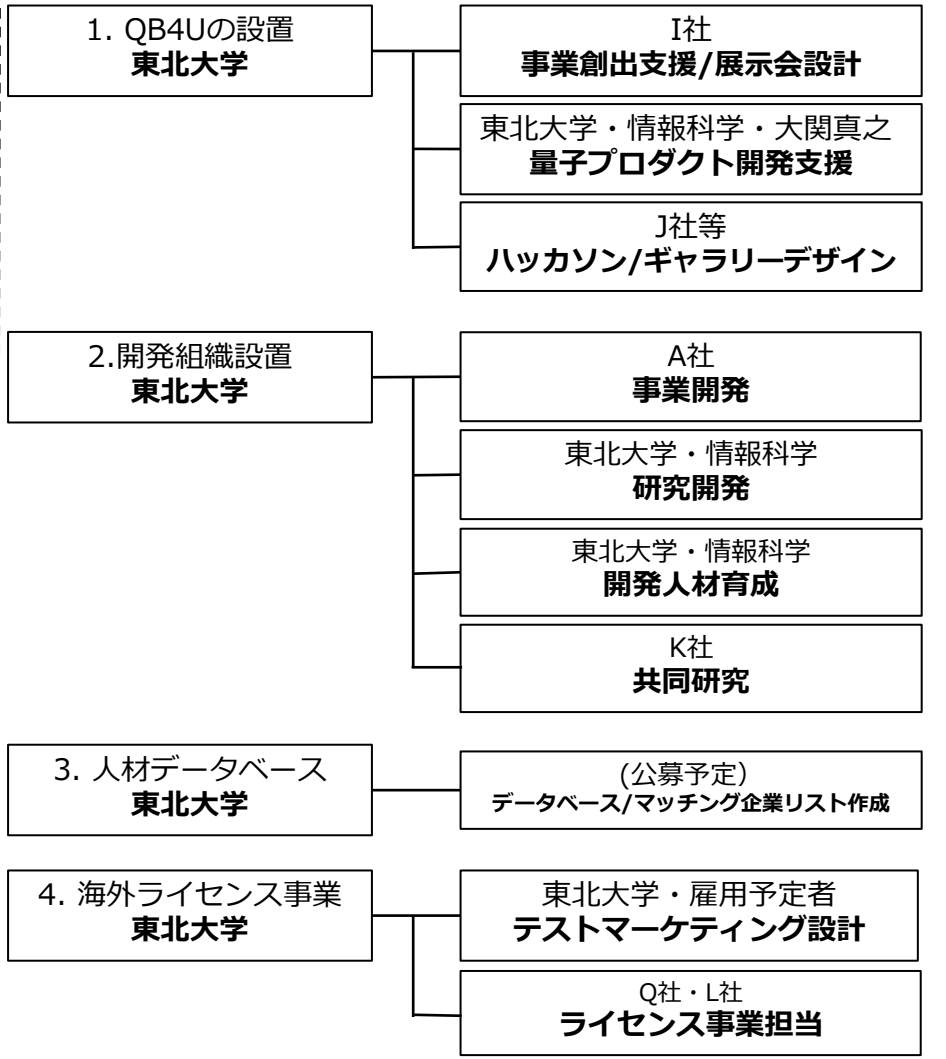 1. QB4Uの設置
東北大学
I社
事業創出支援/展示会設計
東北大学・情報科学・大関真之
量子プロダクト開発支援
J社等
ハッカソン/ギャラリーデザイン
2.開発組織設置
東北大学
A社
事業開発
東北大学・情報科学
研究開発
東北大学・情報科学
開発人材育成
K社
共同研究
3. 人材データベース
東北大学
(公募予定）
データベース/マッチング企業リスト作成
4. 海外ライセンス事業
東北大学
東北大学・雇用予定者
テストマーケティング設計
Q社・L社
ライセンス事業担当